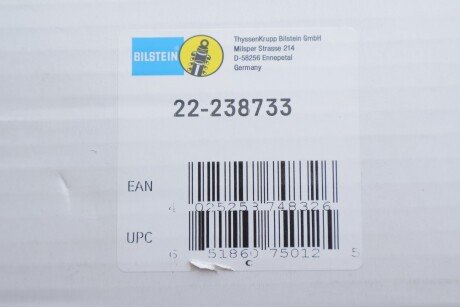 BILSTEIN
ThyssenKrupp Bilstein GmbH
Milsper Strasse 214
D-58256 Ennepetal
Germany
22-238733
EAN
4 025253 748326
UPC
6 51860 75012 5